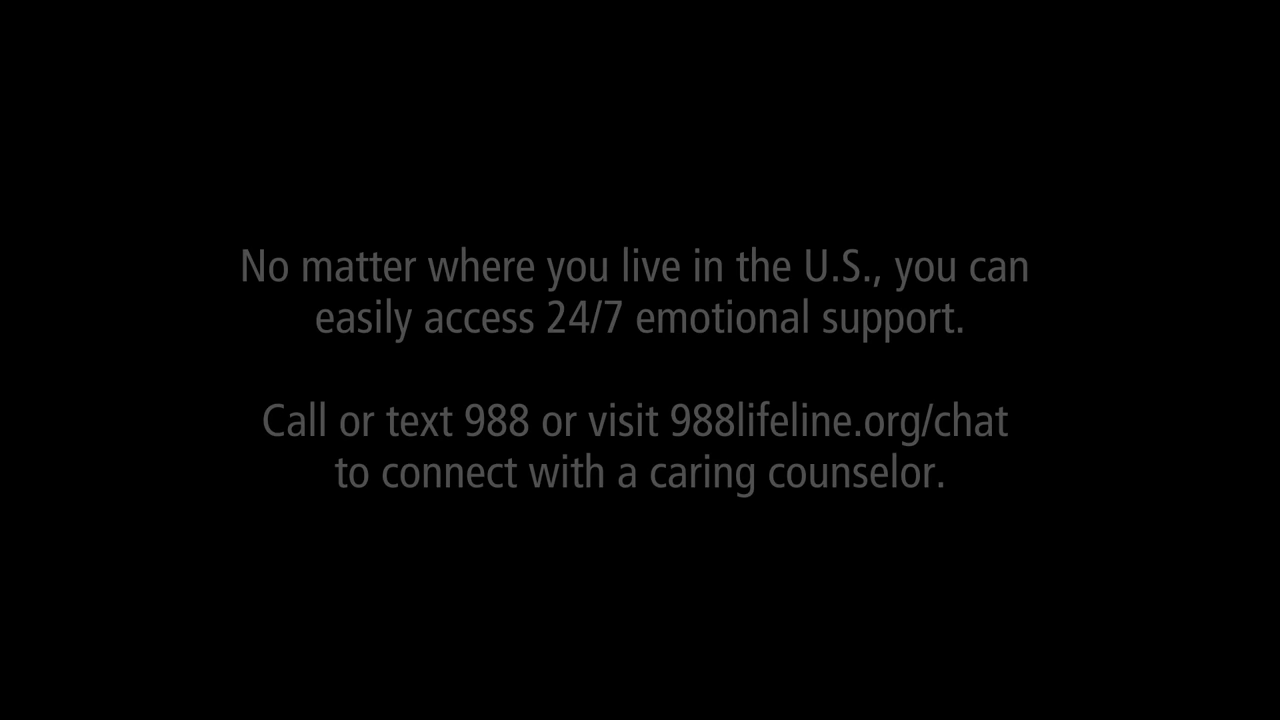 No matter where you live in the U.S., you can
easily access 24/7 emotional support.
Call or text 988 or visit 988lifeline.org/chat
to connect with a caring counselor.